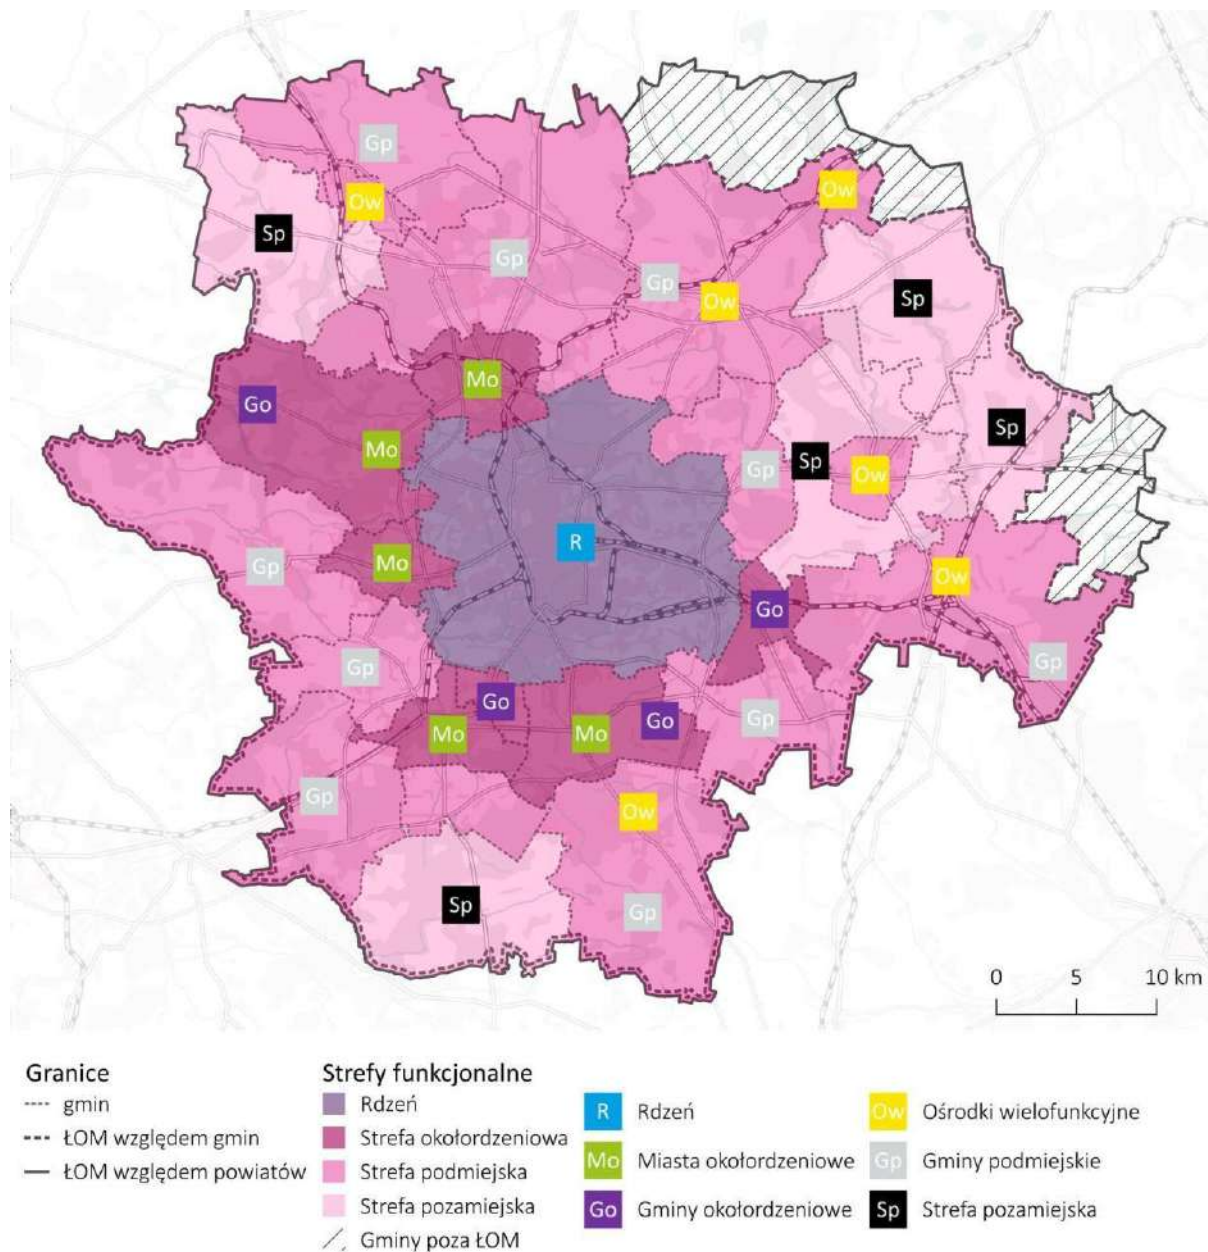 Gp
Ow
Ow
Sp
Gp
Gp
Ow
Sp
Mo
Go
Mo
Sp
Gp
Sp
Ow
R
Mo
Gp
Ow
Go
Gp
Gp
Go
Mo
Mo
Go
Gp
Gp
Ow
Sp
Gp
0 5 10 km
Granice
gmin
ŁOM względem gmin
ŁOM względem powiatów
Strefy funkcjonalne
Rdzeń
Strefa okołordzeniowa
Strefa podmiejska
Strefa pozamiejska
Gminy poza ŁOM
R Rdzeń
Mo Miasta okołordzeniowe
Go Gminy okołordzeniowe
Ow Ośrodki wielofunkcyjne
Gp Gminy podmiejskie
Sp Strefa pozamiejska